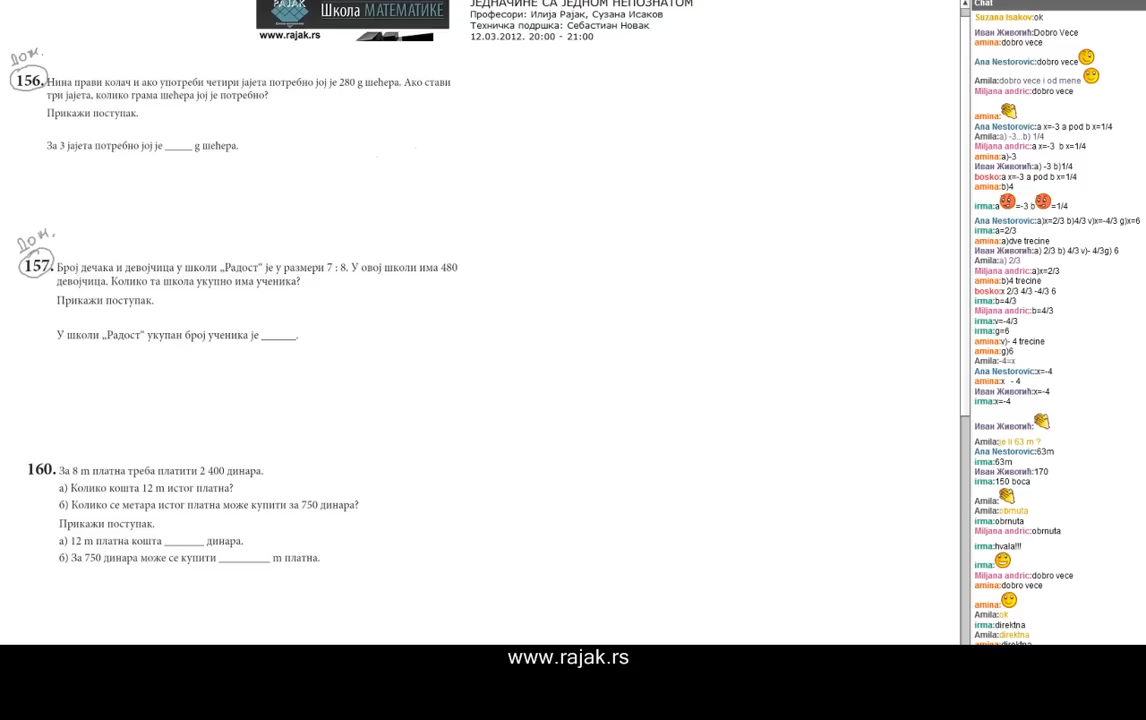 РАЈАК
Школа МАТЕМАТИКЕ
www.rajak.rs
ЈЕДНАЧИНЕ СА ЈЕДНОМ НЕПОЗНАТОМ
Професори: Илија Рајак, Сузана Исаков
Техничка подршка: Себастиан Новак
12.03.2012. 20:00 - 21:00
Дом.
156. Нина прави колач и ако употреби четири јајета потребно јој је 280 g шећера. Ако стави
три јајета, колико грама шећера јој је потребно?
Прикажи поступак.
За 3 јајета потребно јој је _____ g шећера.
Дом.
157. Број дечака и девојчица у школи „Радост“ је у размери 7 : 8. У овој школи има 480
девојчица. Колико та школа укупно има ученика?
Прикажи поступак.
У школи „Радост“ укупан број ученика је ______.
160. За 8 m платна треба платити 2 400 динара.
а) Колико кошта 12 m истог платна?
б) Колико се метара истог платна може купити за 750 динара?
Прикажи поступак.
а) 12 m платна кошта _______ динара.
б) За 750 динара може се купити _________ m платна.
Chat
Suzana Isakov:ok
Иван Живогић:Dobro Vece
amina:dobro vece
Ana Nestorovic:dobro vece
Amila:dobro vece i od mene
Miljana andric:dobro vece
amina:
Ana Nestorovic:a x=-3 a pod b x=1/4
Amila:a) -3...b) 1/4
Miljana andric:a x=-3 b x=1/4
amina:a)-3
Иван Живогић:a) -3 b)1/4
bosko:a x=-3 a pod b x=1/4
amina:b)4
irma:a =-3 b =1/4
Ana Nestorovic:a)x=2/3 b)4/3 v)x=-4/3 g)x=6
irma:a=2/3
amina:a)dve trecine
Иван Живогић:a) 2/3 b) 4/3 v)- 4/3g) 6
Amila:a) 2/3
Miljana andric:a)x=2/3
amina:b)4 trecine
bosko:x 2/3 4/3 -4/3 6
irma:b=4/3
Miljana andric:b=4/3
irma:v=-4/3
irma:g=6
amina:v)- 4 trecine
amina:g)6
Amila:-4=x
Ana Nestorovic:x=-4
amina:x - 4
Иван Живогић:x=-4
irma:x=-4
Иван Живогић:
Amila:je li 63 m ?
Ana Nestorovic:63m
irma:63m
Иван Живогић:170
irma:150 boca
Amila:
Amila:obrnuta
irma:obrnuta
Miljana andric:obrnuta
irma:hvala!!!
irma:
Miljana andric:dobro vece
amina:dobro vece
amina:
Amila:ok
irma:direktna
Amila:direktna
amina:direktna
www.rajak.rs